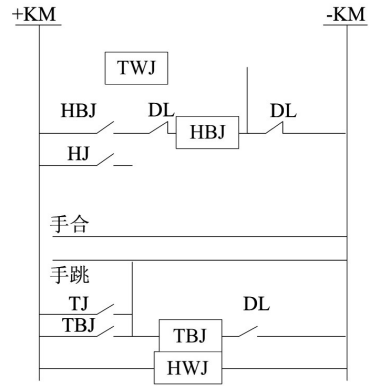 +KM -KM
TWJ
HBJ DL DL
HBJ
HJ
手合
手跳
TJ
DL
TBJ
TBJ
HWJ